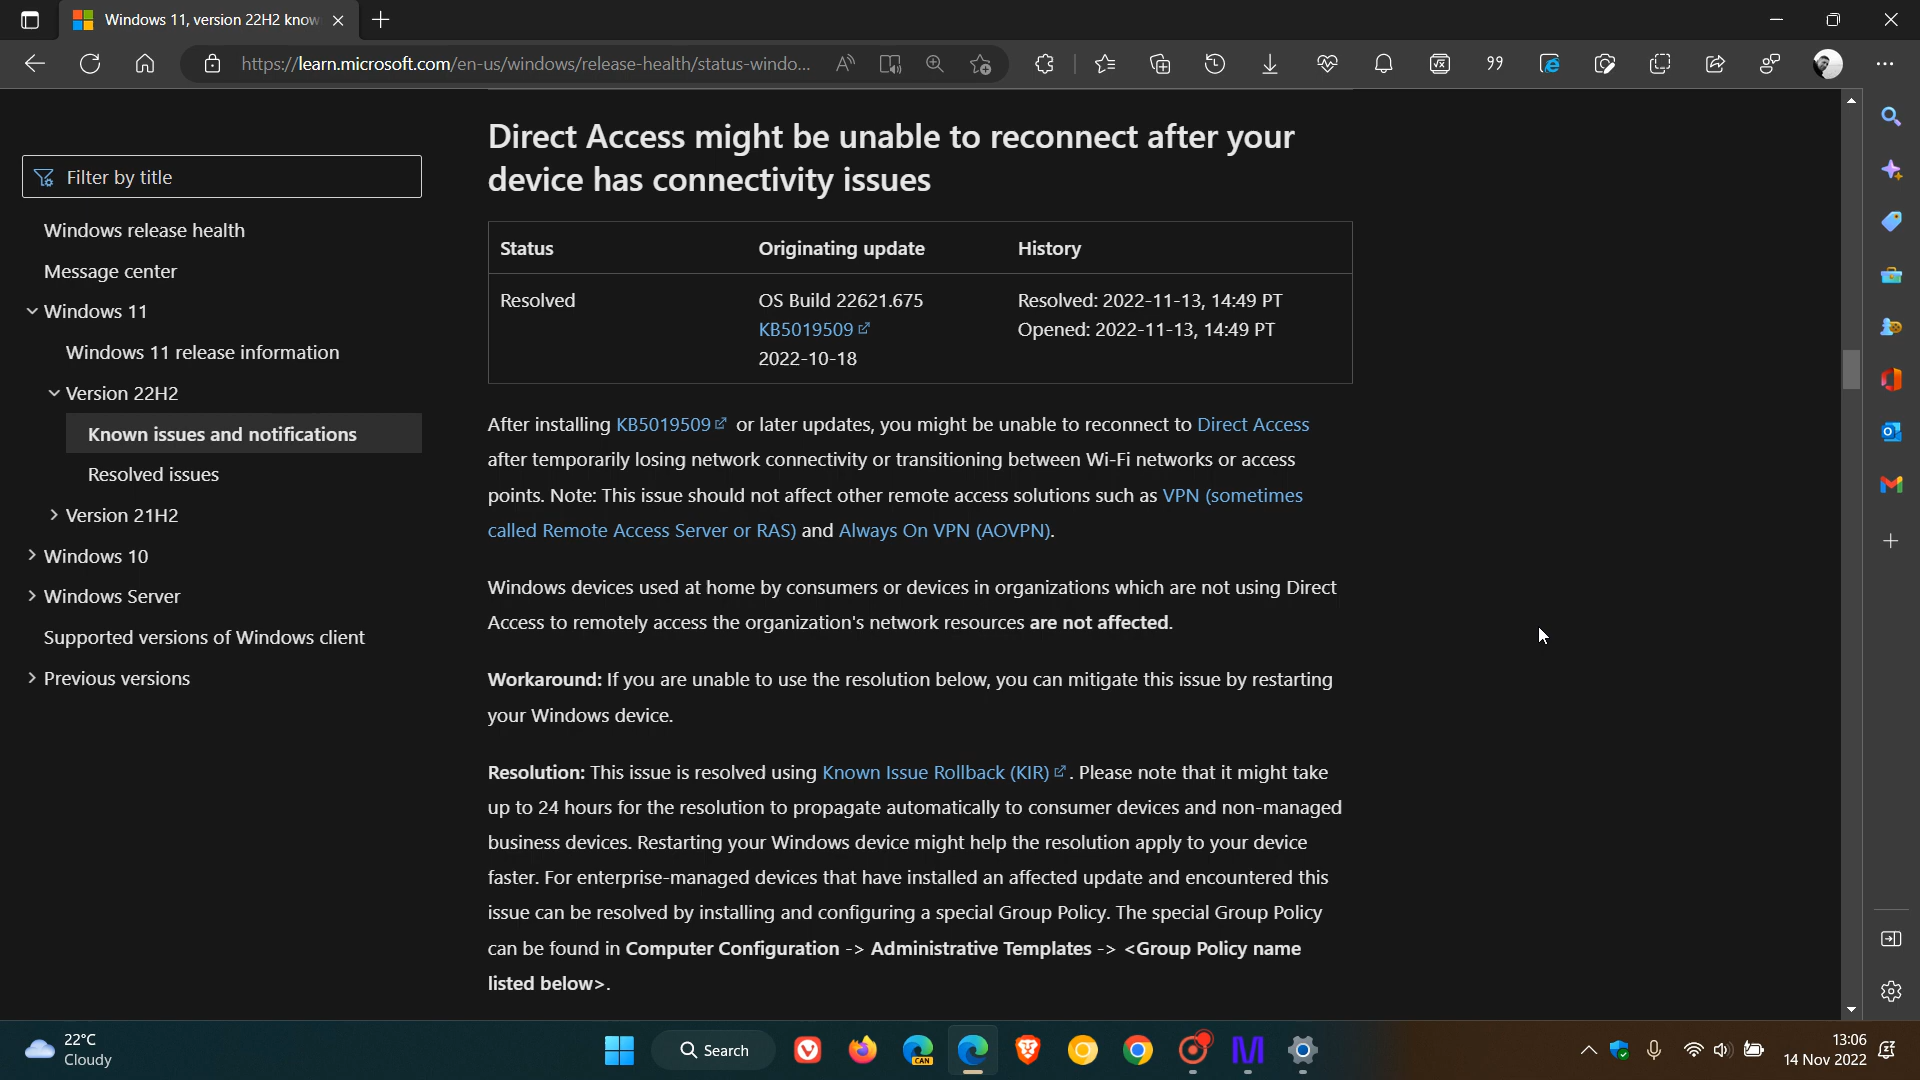 Windows 11, version 22H2 know
https://learn.microsoft.com/en-us/windows/release-health/status-windo...
Filter by title
Windows release health
Message center
Windows 11
Windows 11 release information
Version 22H2
Known issues and notifications
Resolved issues
Version 21H2
Windows 10
Windows Server
Supported versions of Windows client
Previous versions
Direct Access might be unable to reconnect after your
device has connectivity issues
Status Originating update History
Resolved OS Build 22621.675 Resolved: 2022-11-13, 14:49 PT
KB5019509 Opened: 2022-11-13, 14:49 PT
2022-10-18
After installing KB5019509 or later updates, you might be unable to reconnect to Direct Access
after temporarily losing network connectivity or transitioning between Wi-Fi networks or access
points. Note: This issue should not affect other remote access solutions such as VPN (sometimes
called Remote Access Server or RAS) and Always On VPN (AOVPN).
Windows devices used at home by consumers or devices in organizations which are not using Direct
Access to remotely access the organization's network resources are not affected.
Workaround: If you are unable to use the resolution below, you can mitigate this issue by restarting
your Windows device.
Resolution: This issue is resolved using Known Issue Rollback (KIR). Please note that it might take
up to 24 hours for the resolution to propagate automatically to consumer devices and non-managed
business devices. Restarting your Windows device might help the resolution apply to your device
faster. For enterprise-managed devices that have installed an affected update and encountered this
issue can be resolved by installing and configuring a special Group Policy. The special Group Policy
can be found in Computer Configuration -> Administrative Templates -> <Group Policy name
listed below>.
22°C
Cloudy
Search
CAN
13:06
14 Nov 2022